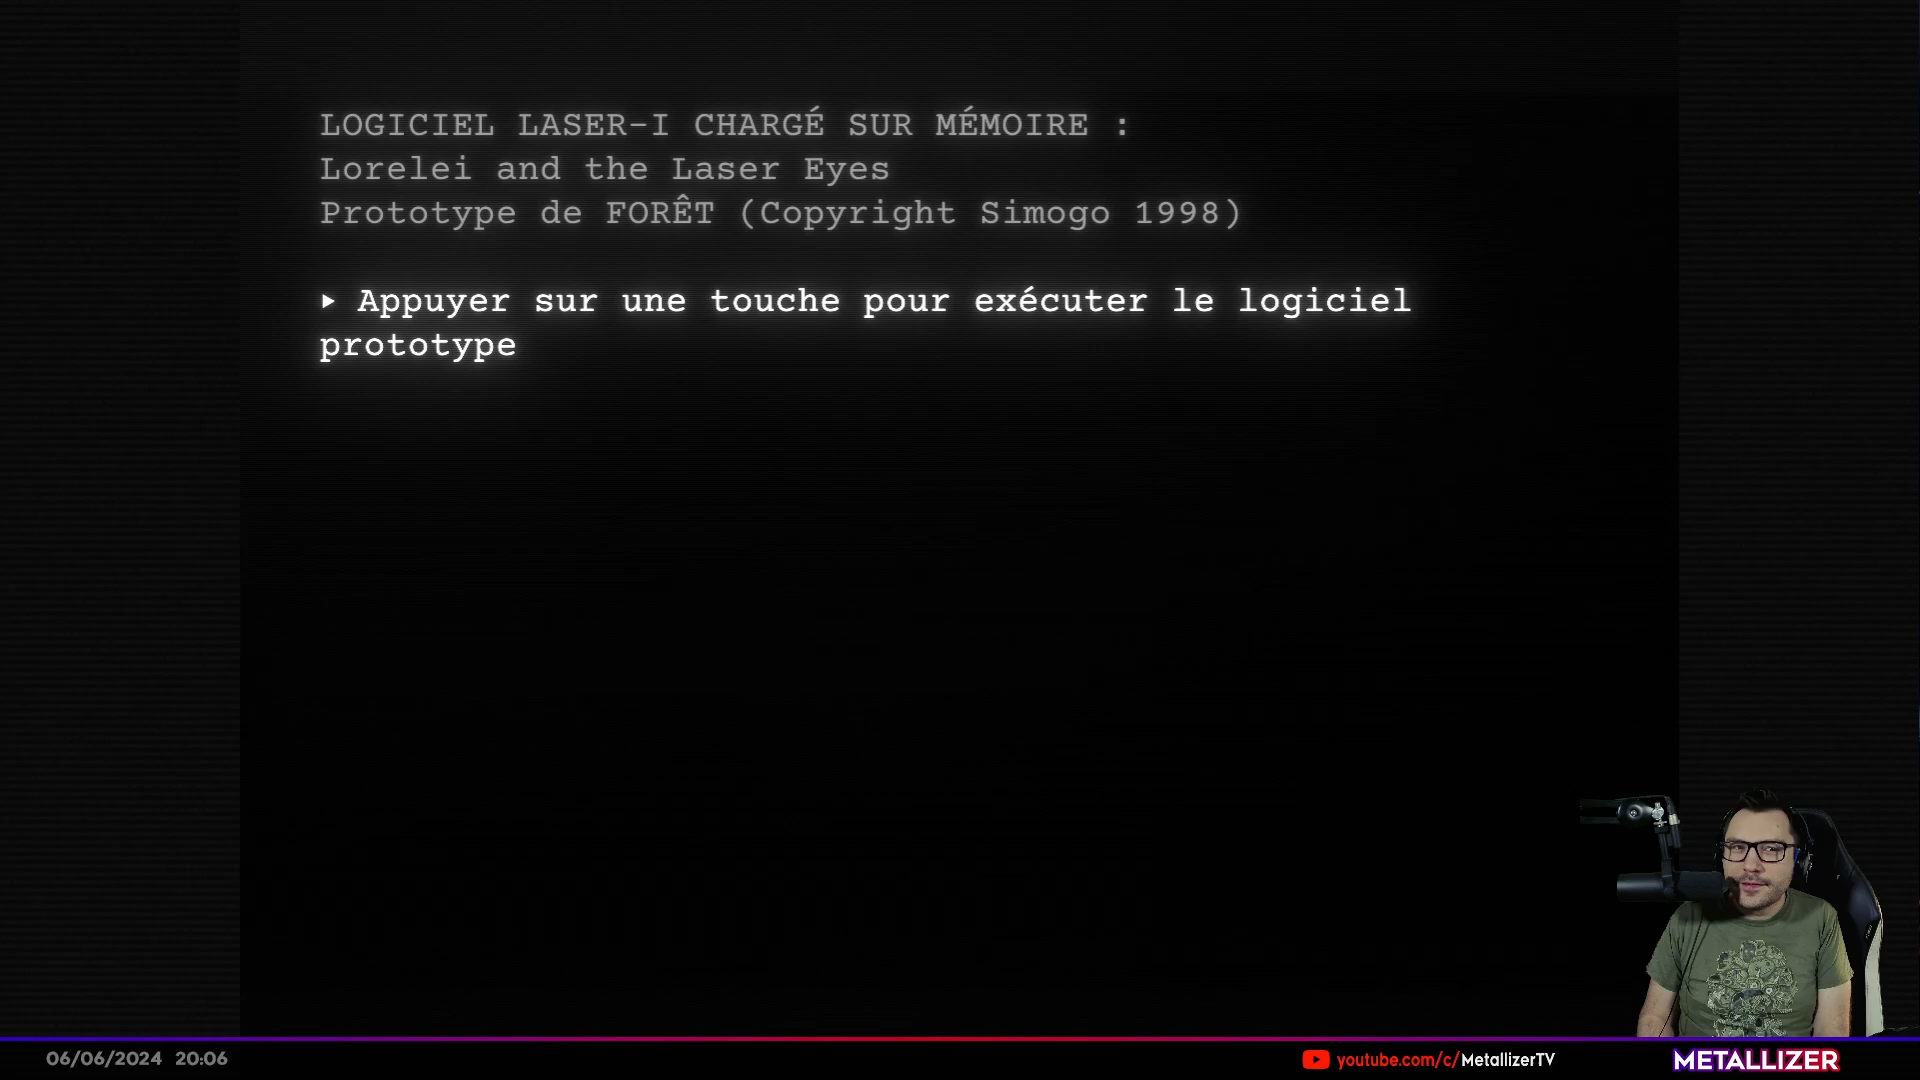 LOGICIEL LASER-I CHARGÉ SUR MÉMOIRE :
Lorelei and the Laser Eyes
Prototype de FORÊT (Copyright Simogo 1998)
▸ Appuyer sur une touche pour exécuter le logiciel
prototype
06/06/2024 20:06
youtube.com/c/MetallizerTV
METALLIZER